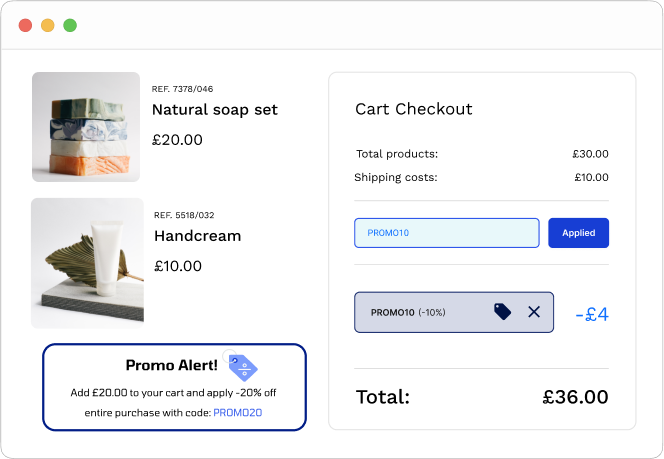 REF. 7378/046
Natural soap set
£20.00
REF. 5518/032
Handcream
£10.00
Promo Alert!
Add £20.00 to your cart and apply -20% off
entire purchase with code: PROMO20
Cart Checkout
Total products: £30.00
Shipping costs: £10.00
PROMO10 Applied
PROMO10 (-10%) -£4
Total: £36.00